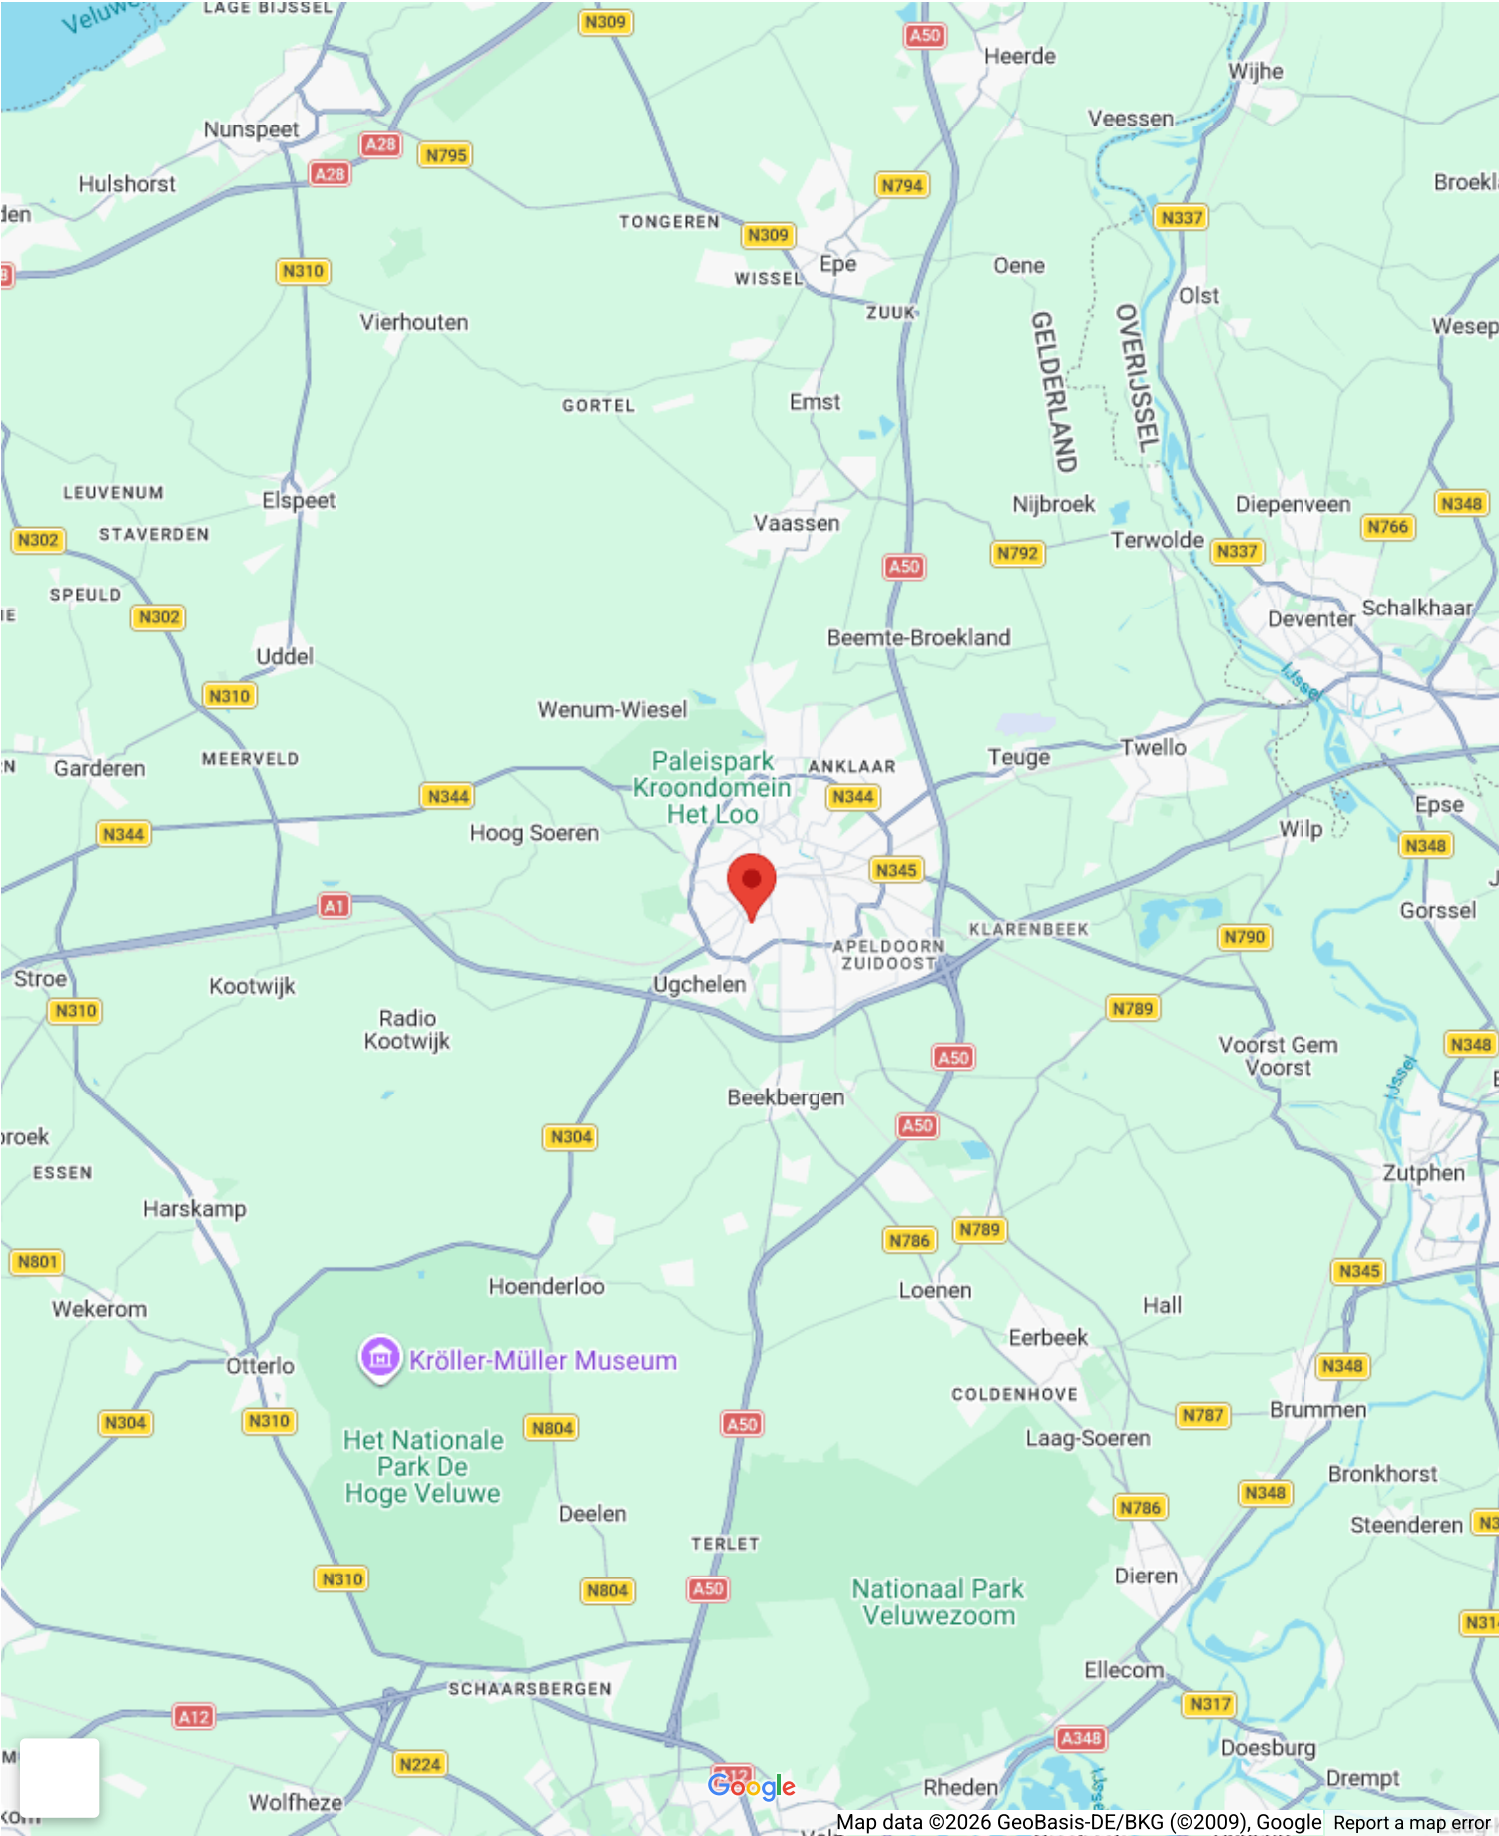 LAGE BIJSSEL
N309
A50
Heerde
Wijhe
Veessen
Nunspeet
A28
N795
A28
Hulshorst
N794
N337
TONGEREN
N309
WISSEL
Epe
Oene
N310
Olst
ZUUK
Vierhouten
GELDERLAND
OVERIJSSEL
GORTEL
Emst
LEUVENUM
Elspeet
Nijbroek
Diepenveen
N348
STAVERDEN
Vaassen
N766
N302
Terwolde
N337
N792
A50
SPEULD
N302
Schalkhaar
Deventer
Beemte-Broekland
Uddel
IJssel
N310
Wenum-Wiesel
MEERVELD
Garderen
Paleispark
Kroondomein
Het Loo
ANKLAAR
Teuge
Twello
N344
N344
Epse
N344
Hoog Soeren
Wilp
N348
N345
A1
Gorssel
KLARENBEEK
N790
APELDOORN
ZUIDOOST
Stroe
Kootwijk
Ugchelen
N310
Radio
Kootwijk
N789
Voorst Gem
Voorst
N348
A50
IJssel
Beekbergen
A50
N304
ESSEN
Zutphen
Harskamp
N789
N786
N801
N345
Hoenderloo
Loenen
Wekerom
Hall
Eerbeek
Otterlo
Kröller-Müller Museum
N348
COLDENHOVE
N304
N310
N804
A50
N787
Brummen
Het Nationale
Park De
Hoge Veluwe
Laag-Soeren
Bronkhorst
N348
N786
Deelen
Steenderen
TERLET
N310
N804
A50
Dieren
Nationaal Park
Veluwezoom
Ellecom
SCHAARSBERGEN
N317
A12
A348
Doesburg
N224
A12
Google
Rheden
Drempt
Wolfheze
Map data ©2026 GeoBasis-DE/BKG (©2009), Google
Report a map error